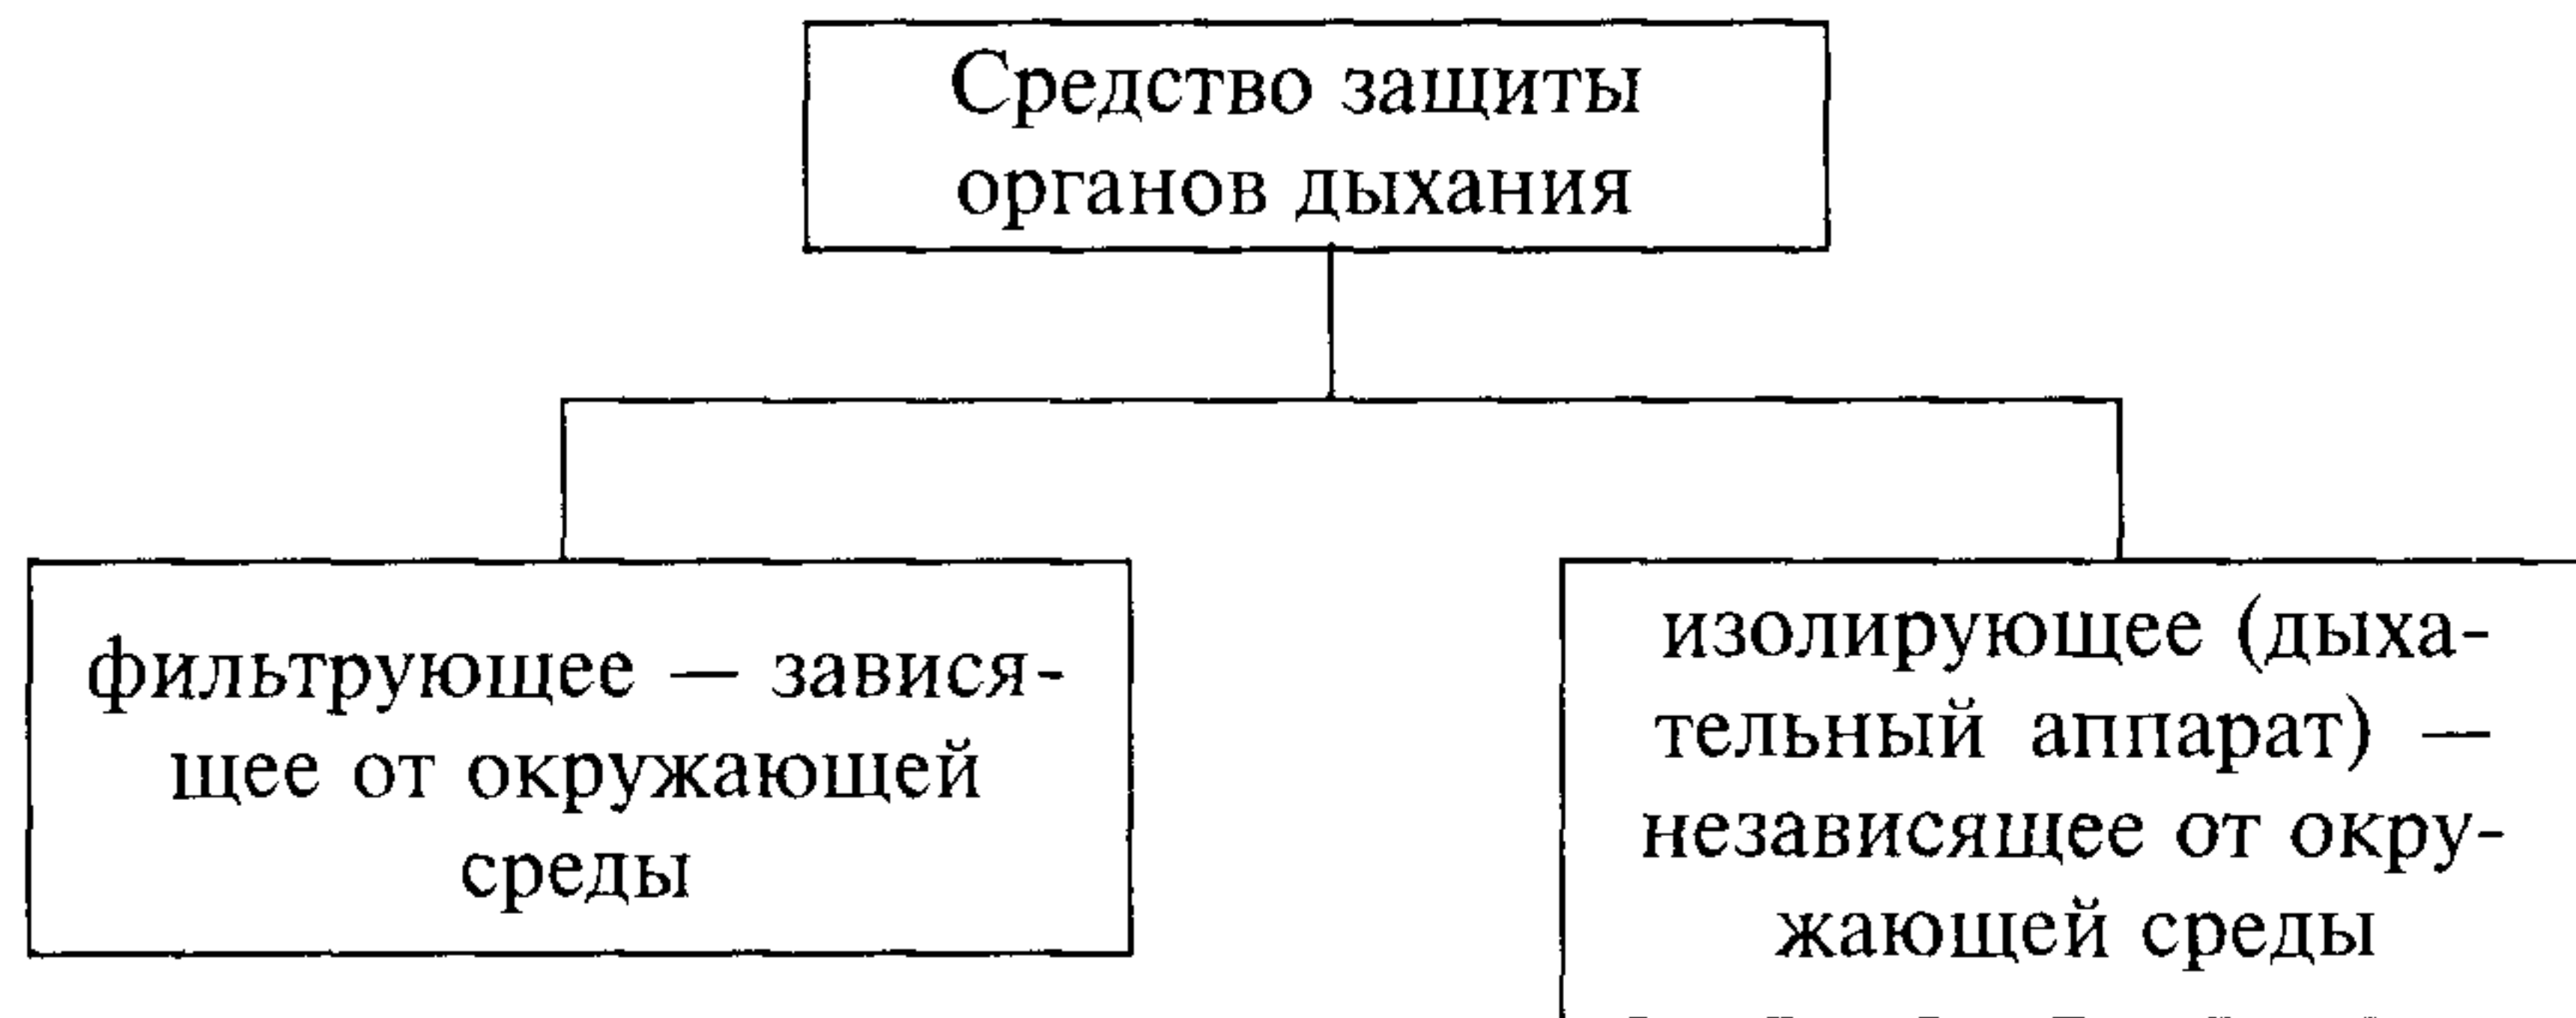 Средство защиты
органов дыхания
фильтрующее — завися-
щее от окружающей
среды
изолирующее (дыха-
тельный аппарат) —
независящее от окру-
жающей среды